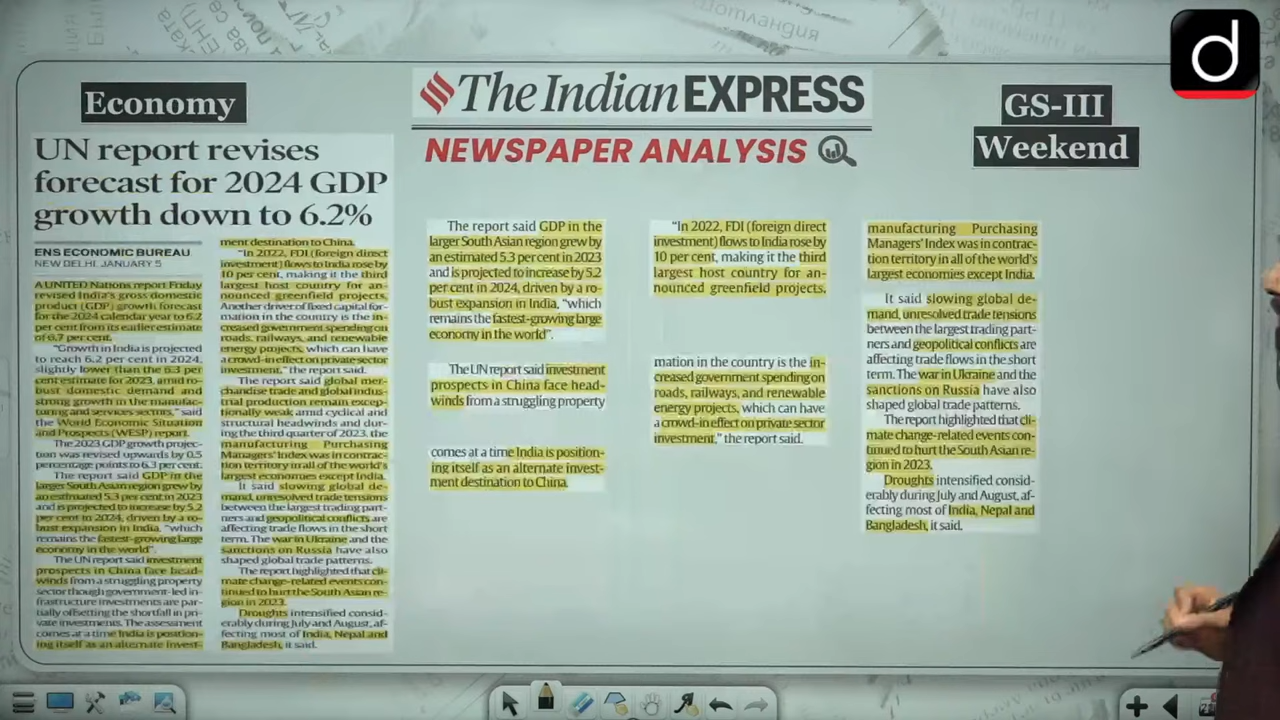 Economy
The Indian EXPRESS
NEWSPAPER ANALYSIS
GS-III
Weekend
d
UN report revises
forecast for 2024 GDP
growth down to 6.2%
ENS ECONOMIC BUREAU
NEW DELHI, JANUARY 5
A UNITED Nations report Friday
revised India's gross domestic
product (GDP) growth forecast
for the 2024 calendar year to 6.2
per cent from its earlier estimate
of 6.7 per cent.
"Growth in India is projected
to reach 6.2 per cent in 2024,
slightly lower than the 6.3 per
cent estimate for 2023, amid ro-
bust domestic demand and
strong growth in the manufac-
turing and services sectors," said
the World Economic Situation
and Prospects (WESP) report.
The 2023 GDP growth projec-
tion was revised upwards by 0.5
percentage points to 6.3 per cent.
The report said GDP in the
larger South Asian region grew by
an estimated 5.3 per cent in 2023
and is projected to increase by 5.2
per cent in 2024, driven by a ro-
bust expansion in India, "which
remains the fastest-growing large
economy in the world".
The UN report said investment
prospects in China face head-
winds from a struggling property
sector though government-led in-
frastructure investments are par-
tially offsetting the shortfall in pri-
vate investments. The assessment
comes at a time India is position-
ing itself as an alternate invest-
ment destination to China.
"In 2022, FDI (foreign direct
investment) flows to India rose by
10 per cent, making it the third
largest host country for an-
nounced greenfield projects.
Another driver of fixed capital for-
mation in the country is the in-
creased government spending on
roads, railways, and renewable
energy projects, which can have
a crowd-in effect on private sector
investment," the report said.
The report said global mer-
chandise trade and global indus-
trial production remain excep-
tionally weak amid cyclical and
structural headwinds and dur-
ing the third quarter of 2023, the
manufacturing Purchasing
Managers' Index was in contrac-
tion territory in all of the world's
largest economies except India.
It said slowing global de-
mand, unresolved trade tensions
between the largest trading part-
ners and geopolitical conflicts are
affecting trade flows in the short
term. The war in Ukraine and the
sanctions on Russia have also
shaped global trade patterns.
The report highlighted that cli-
mate change-related events con-
tinued to hurt the South Asian re-
gion in 2023.
Droughts intensified consid-
erably during July and August, af-
fecting most of India, Nepal and
Bangladesh, it said.
The report said GDP in the
larger South Asian region grew by
an estimated 5.3 per cent in 2023
and is projected to increase by 5.2
per cent in 2024, driven by a ro-
bust expansion in India, "which
remains the fastest-growing large
economy in the world".
The UN report said investment
prospects in China face head-
winds from a struggling property
comes at a time India is position-
ing itself as an alternate invest-
ment destination to China.
"In 2022, FDI (foreign direct
investment) flows to India rose by
10 per cent, making it the third
largest host country for an-
nounced greenfield projects.
mation in the country is the in-
creased government spending on
roads, railways, and renewable
energy projects, which can have
a crowd-in effect on private sector
investment," the report said.
manufacturing Purchasing
Managers' Index was in contrac-
tion territory in all of the world's
largest economies except India.
It said slowing global de-
mand, unresolved trade tensions
between the largest trading part-
ners and geopolitical conflicts are
affecting trade flows in the short
term. The war in Ukraine and the
sanctions on Russia have also
shaped global trade patterns.
The report highlighted that cli-
mate change-related events con-
tinued to hurt the South Asian re-
gion in 2023.
Droughts intensified consid-
erably during July and August, af-
fecting most of India, Nepal and
Bangladesh, it said.